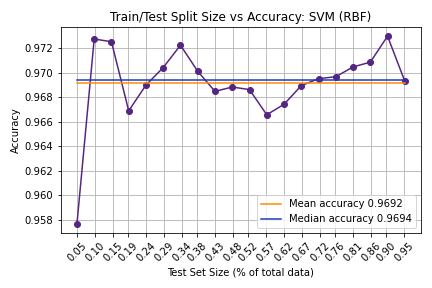 Train/Test Split Size vs Accuracy: SVM (RBF)
0.972
0.970
0.968
0.966
0.964
0.962
0.960
0.958
Accuracy
Mean accuracy 0.9692
Median accuracy 0.9694
0.05 0.10 0.15 0.19 0.24 0.29 0.34 0.38 0.43 0.48 0.52 0.57 0.62 0.67 0.72 0.76 0.81 0.86 0.90 0.95
Test Set Size (% of total data)